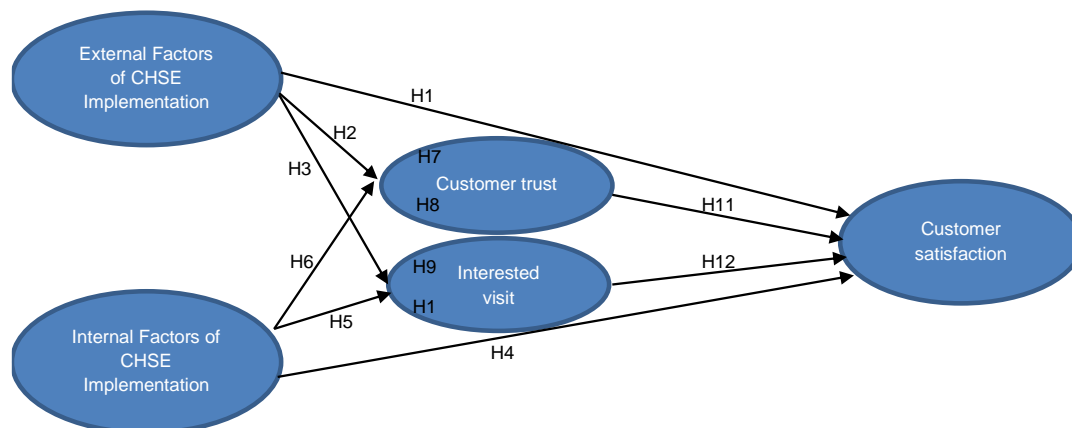 External Factors
of CHSE
Implementation
H1
H2
H3
H7
Customer trust
H8
H11
Customer
satisfaction
H6
H9
Interested
visit
H1
H12
H5
H4
Internal Factors of
CHSE
Implementation